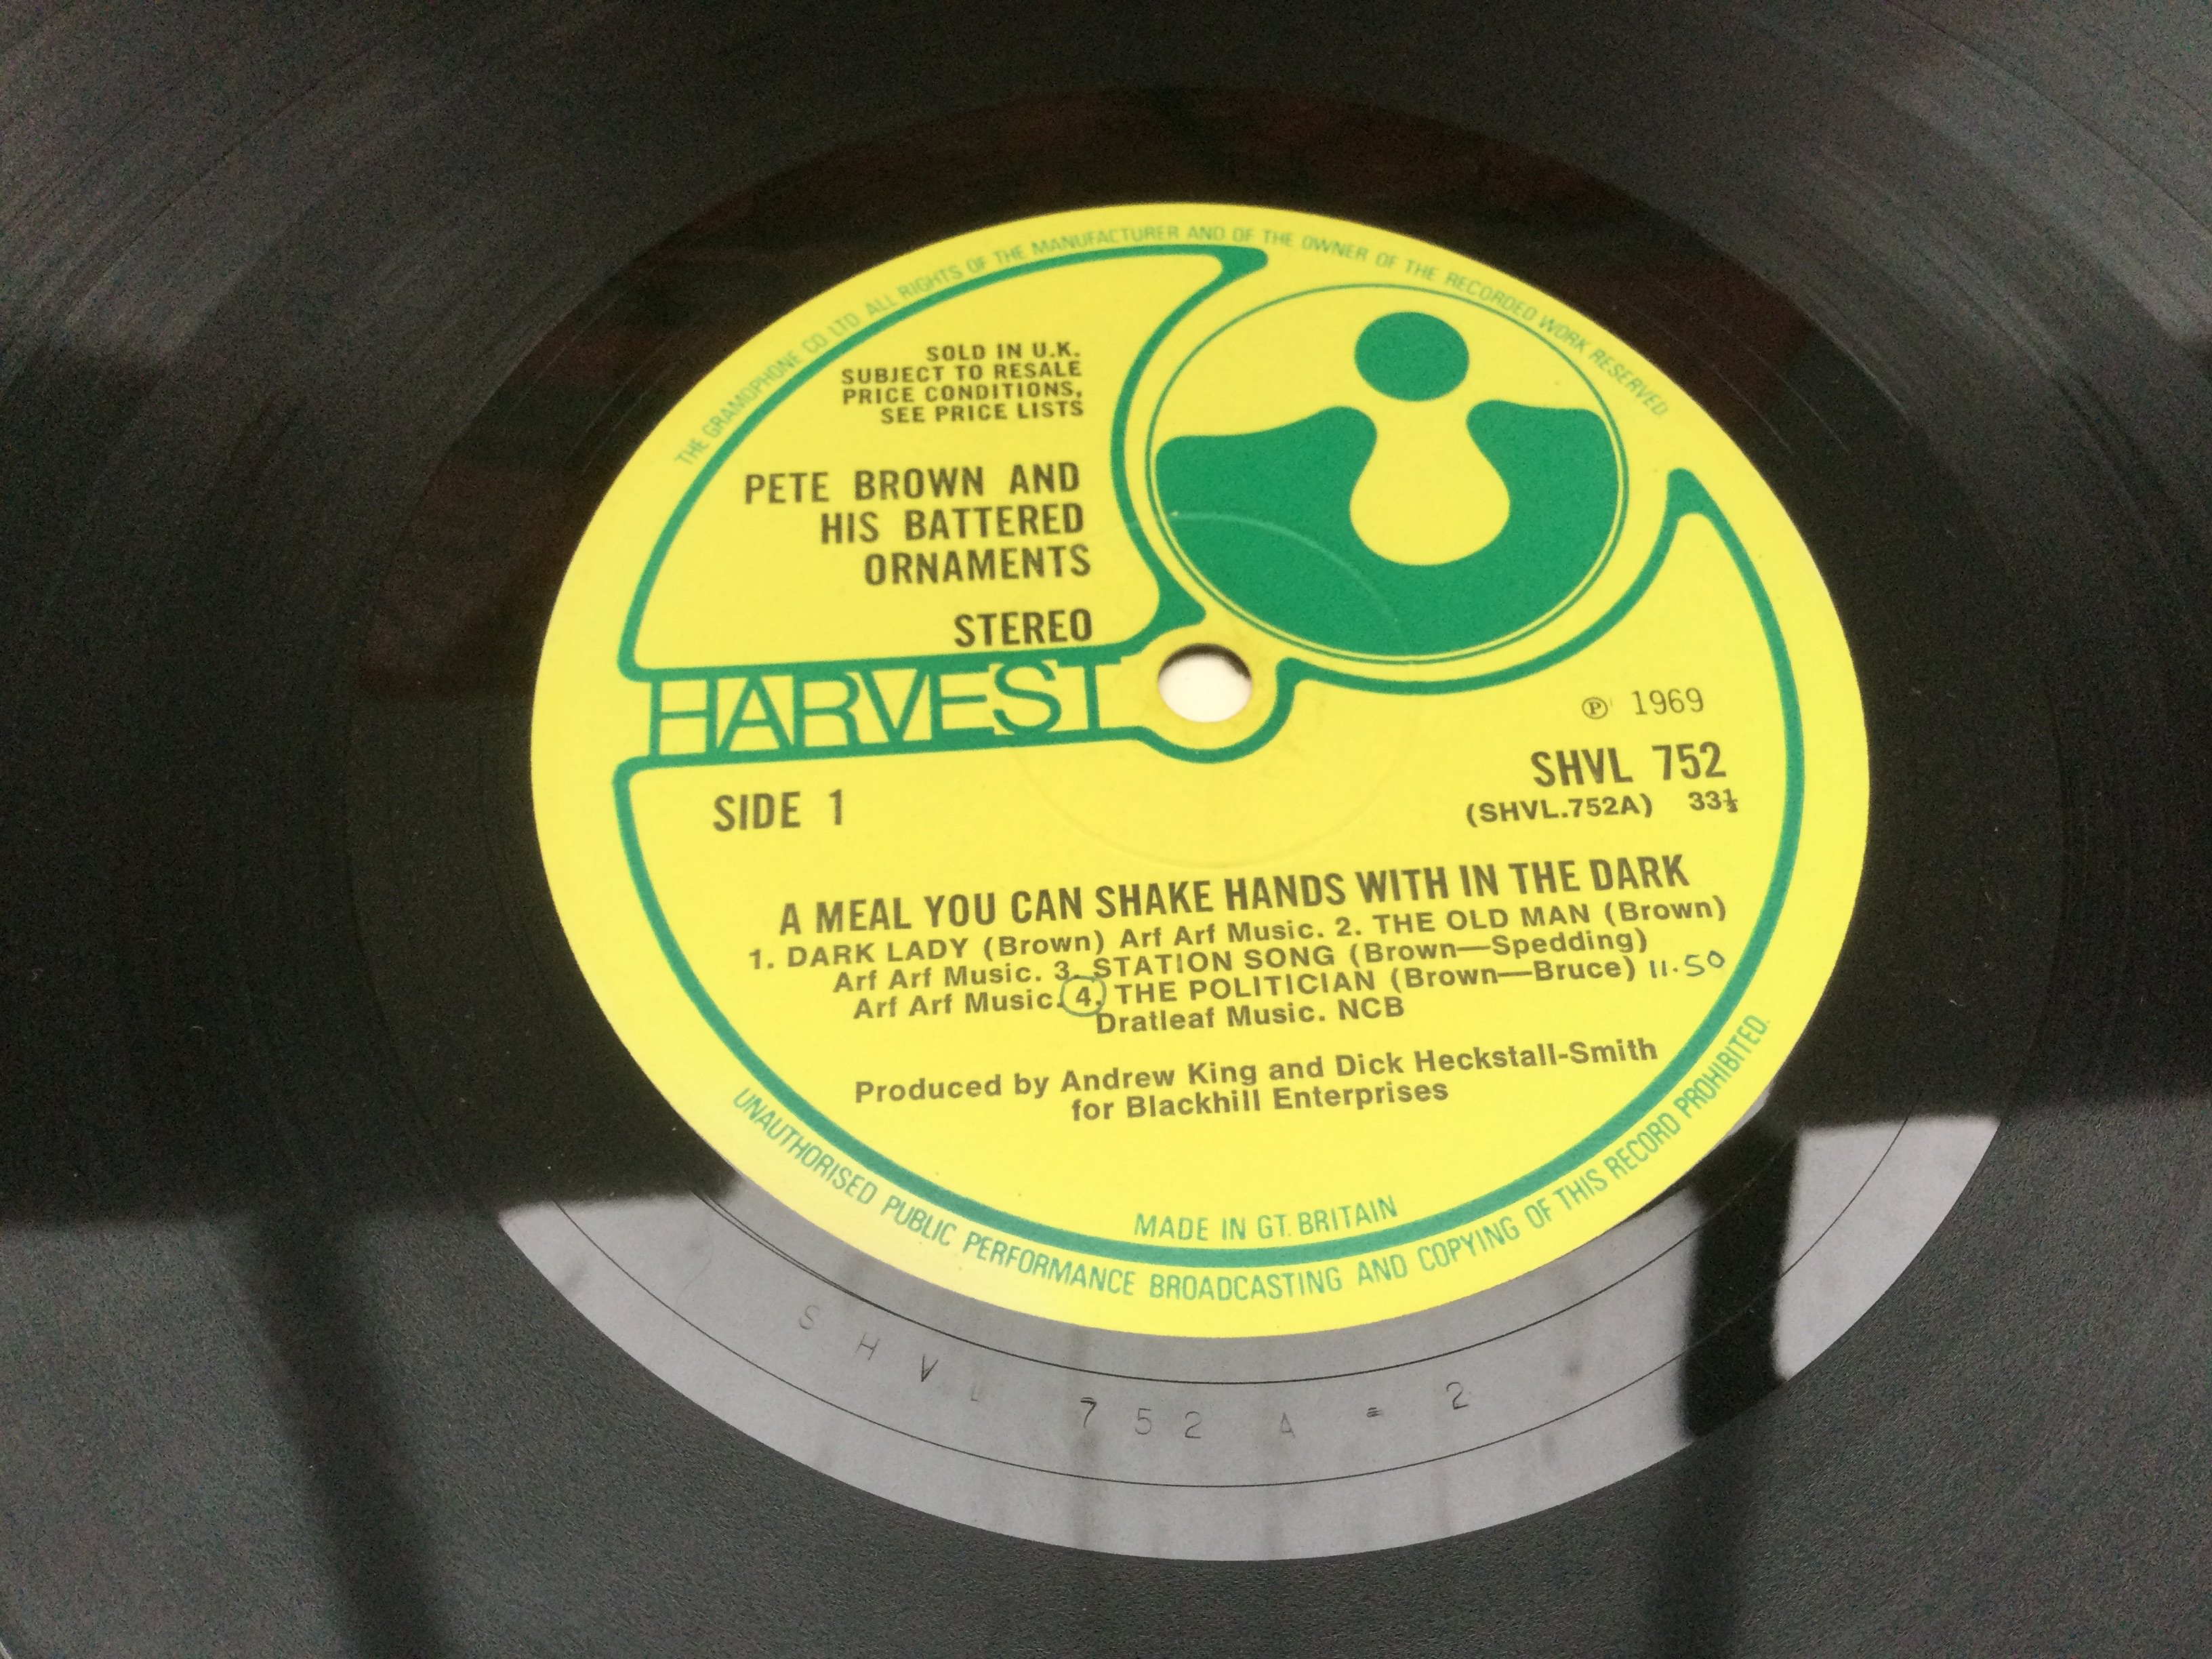 THE GRAMOPHONE CO. LTD. ALL RIGHTS OF THE MANUFACTURER AND OF THE OWNER OF THE RECORDED WORK RESERVED.
SOLD IN U.K.
SUBJECT TO RESALE
PRICE CONDITIONS,
SEE PRICE LISTS
PETE BROWN AND
HIS BATTERED
ORNAMENTS
STEREO
HARVEST
℗ 1969
SHVL 752
(SHVL.752A) 33⅓
SIDE 1
A MEAL YOU CAN SHAKE HANDS WITH IN THE DARK
1. DARK LADY (Brown) Arf Arf Music. 2. THE OLD MAN (Brown)
Arf Arf Music. 3. STATION SONG (Brown—Spedding)
Arf Arf Music. 4. THE POLITICIAN (Brown—Bruce) 11.50
Dratleaf Music. NCB
Produced by Andrew King and Dick Heckstall-Smith
for Blackhill Enterprises
MADE IN GT. BRITAIN
UNAUTHORISED PUBLIC PERFORMANCE BROADCASTING AND COPYING OF THIS RECORD PROHIBITED.
SHVL 752 A = 2